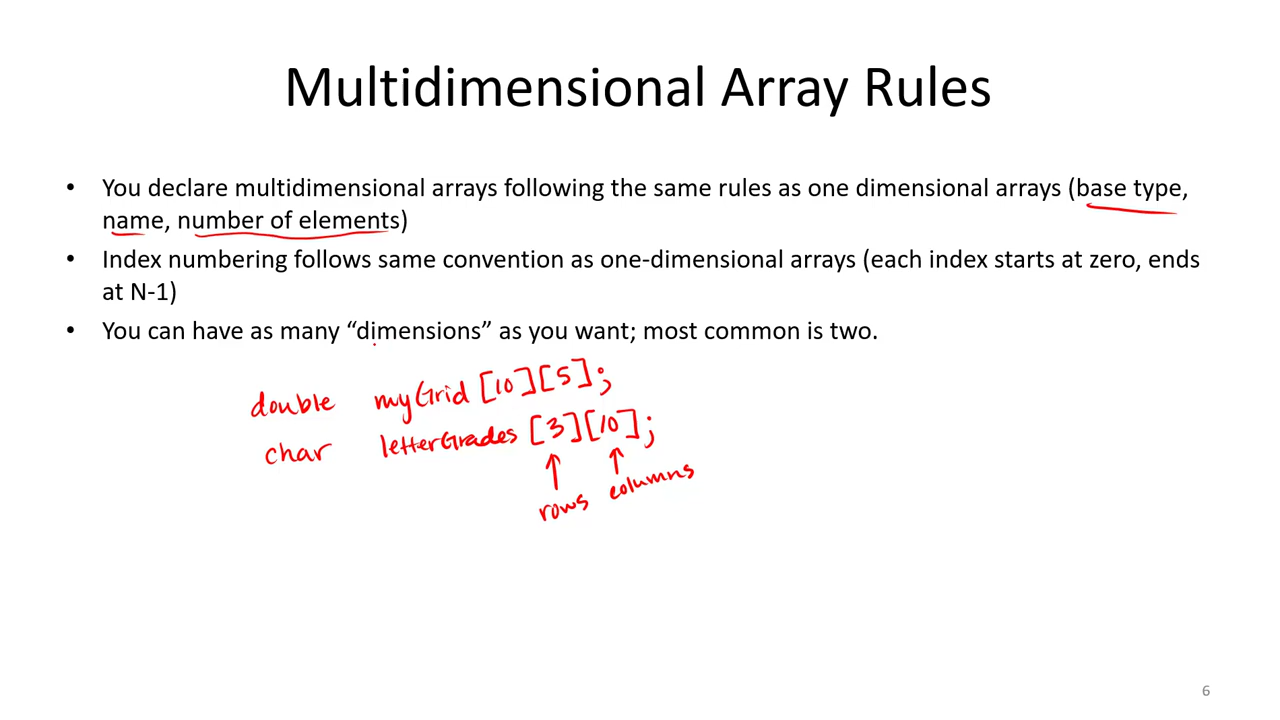 Multidimensional Array Rules
• You declare multidimensional arrays following the same rules as one dimensional arrays (base type,
name, number of elements)
• Index numbering follows same convention as one-dimensional arrays (each index starts at zero, ends
at N-1)
• You can have as many “dimensions” as you want; most common is two.
double myGrid [10][5];
char letterGrades [3][10];
rows columns
6